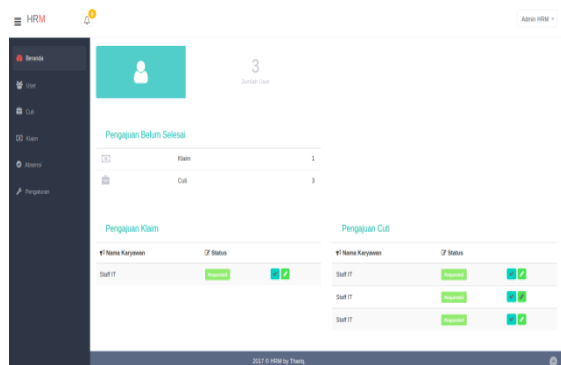 HRM
Admin HRM
Beranda
User
Cuti
Klaim
Absensi
Pengaturan
3
Jumlah User
Pengajuan Belum Selesai
Klaim 1
Cuti 3
Pengajuan Klaim
Nama Karyawan Status
Staff IT Requested
Pengajuan Cuti
Nama Karyawan Status
Staff IT Requested
Staff IT Requested
Staff IT Requested
2017 © HRM by Thariq.